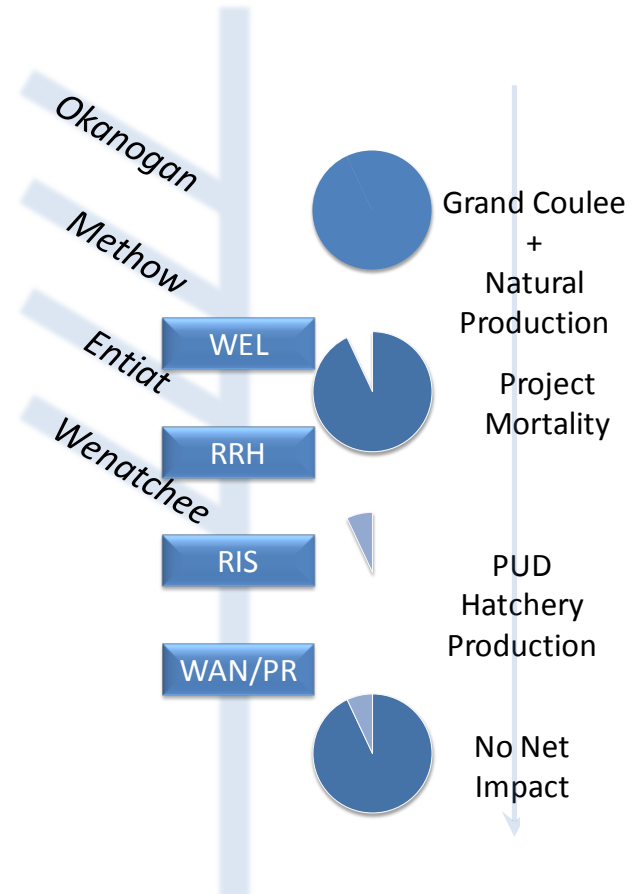 Okanogan
Methow
Entiat
Wenatchee
WEL
RRH
RIS
WAN/PR
Grand Coulee
+
Natural
Production
Project
Mortality
PUD
Hatchery
Production
No Net
Impact